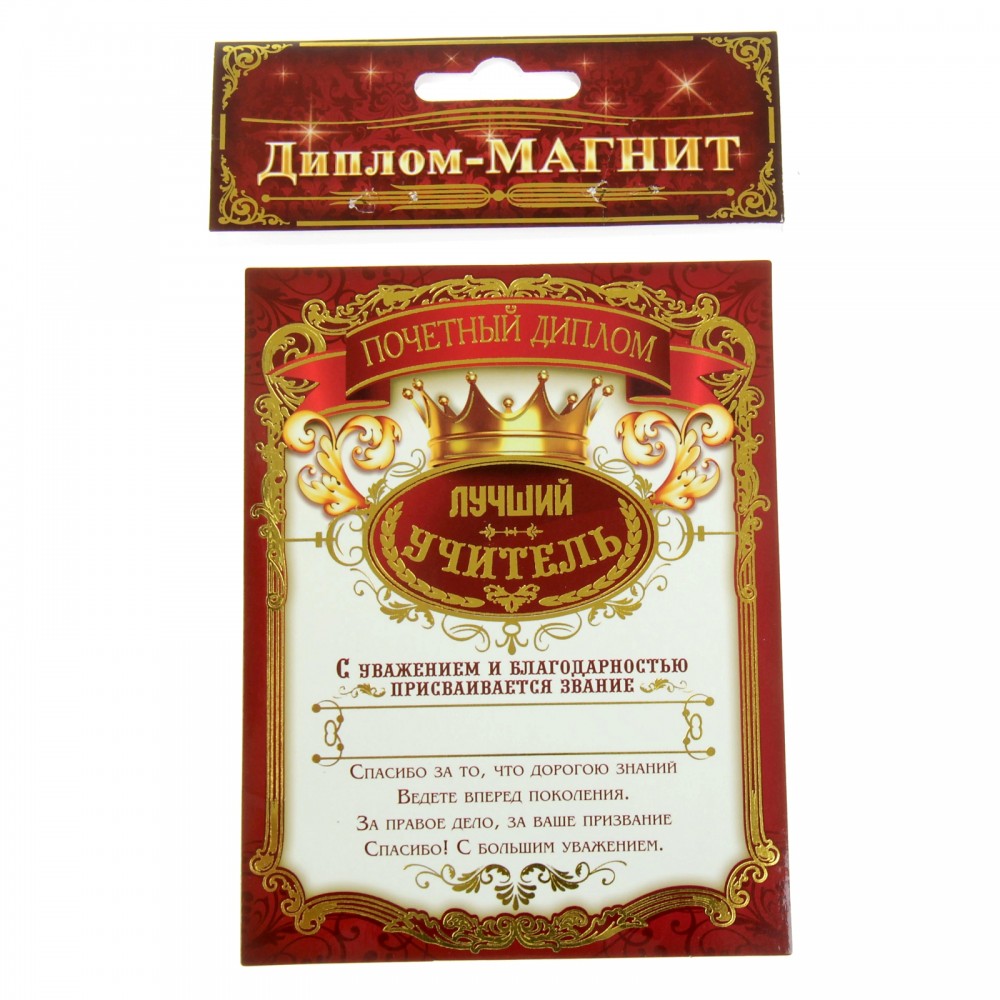 Диплом-МАГНИТ
ПОЧЕТНЫЙ ДИПЛОМ
ЛУЧШИЙ
УЧИТЕЛЬ
С УВАЖЕНИЕМ И БЛАГОДАРНОСТЬЮ
ПРИСВАИВАЕТСЯ ЗВАНИЕ
СПАСИБО ЗА ТО, ЧТО ДОРОГОЮ ЗНАНИЙ
ВЕДЕТЕ ВПЕРЕД ПОКОЛЕНИЯ.
ЗА ПРАВОЕ ДЕЛО, ЗА ВАШЕ ПРИЗВАНИЕ
СПАСИБО! С БОЛЬШИМ УВАЖЕНИЕМ.